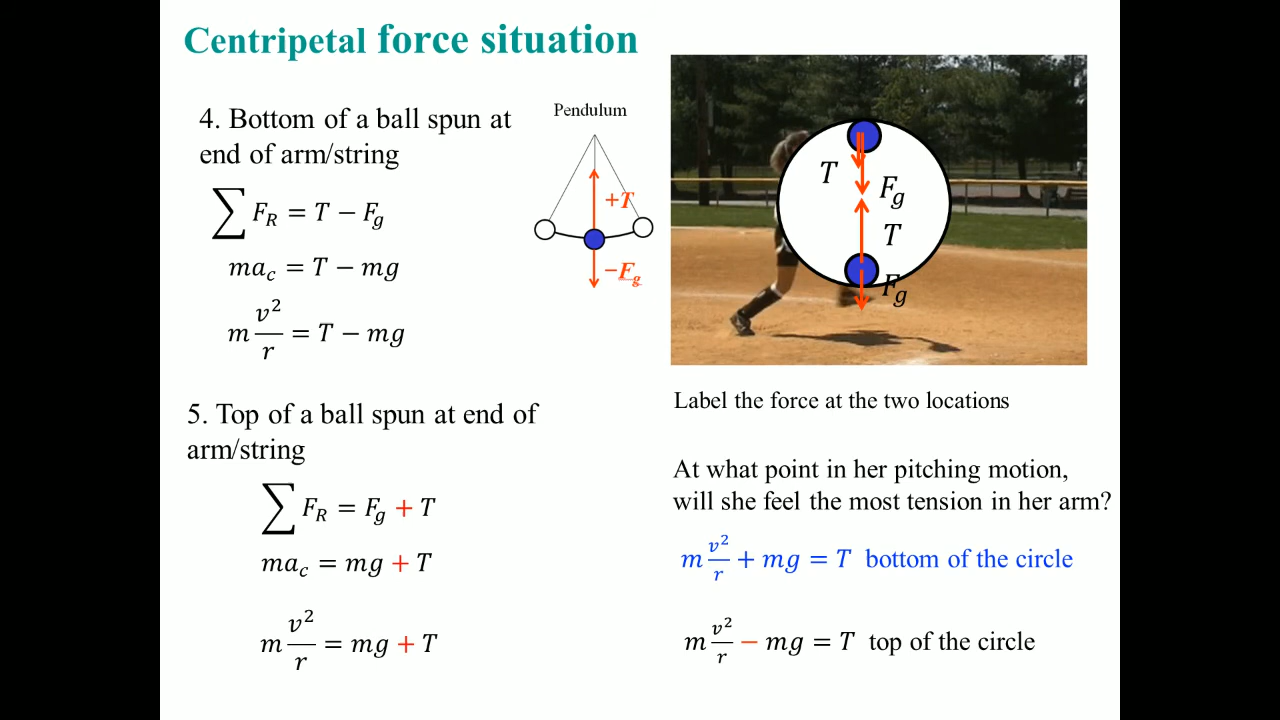 Centripetal force situation
4. Bottom of a ball spun at
end of arm/string
∑ F_R = T − F_g
ma_c = T − mg
m v²/r = T − mg
Pendulum
+T
−F_g
5. Top of a ball spun at end of
arm/string
∑ F_R = F_g + T
ma_c = mg + T
m v²/r = mg + T
T
F_g
T
F_g
Label the force at the two locations
At what point in her pitching motion,
will she feel the most tension in her arm?
m v²/r + mg = T bottom of the circle
m v²/r − mg = T top of the circle